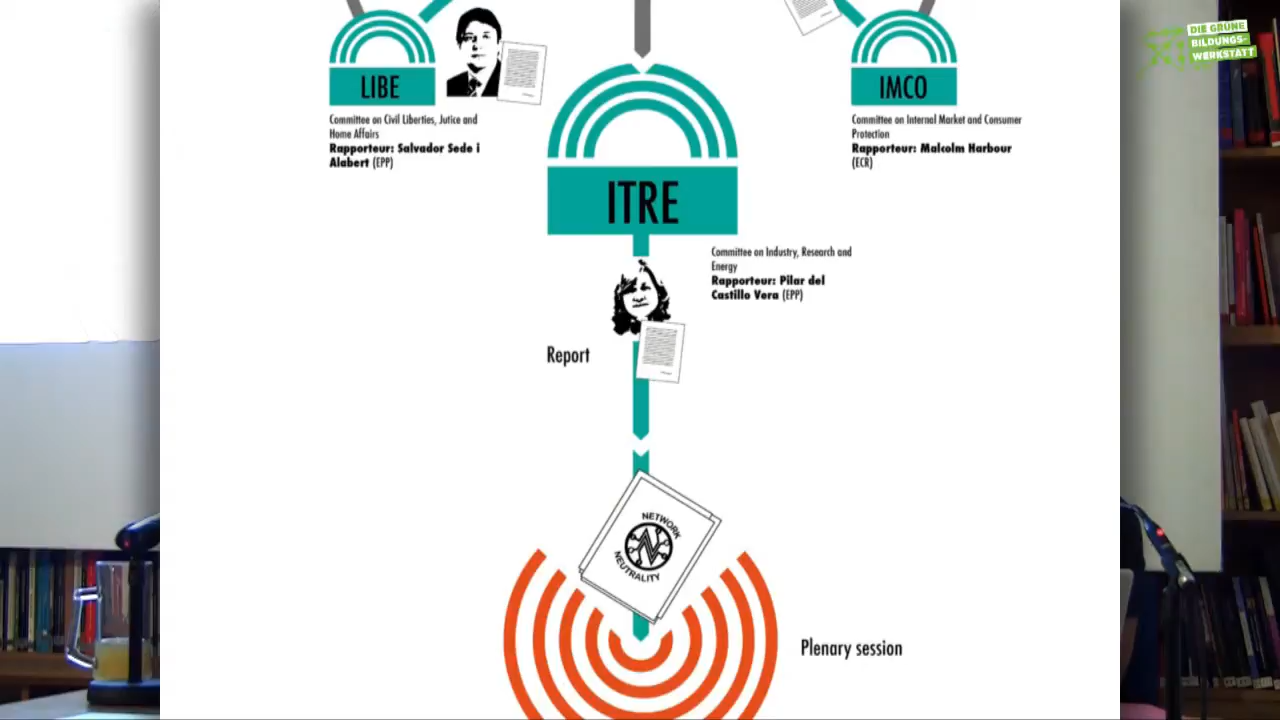 DIE GRÜNE
BILDUNGS-
WERKSTATT
LIBE
Committee on Civil Liberties, Jutice and
Home Affairs
Rapporteur: Salvador Sede i
Alabert (EPP)
IMCO
Committee on Internal Market and Consumer
Protection
Rapporteur: Malcolm Harbour
(ECR)
ITRE
Committee on Industry, Research and
Energy
Rapporteur: Pilar del
Castillo Vera (EPP)
Report
NETWORK
NEUTRALITY
Plenary session